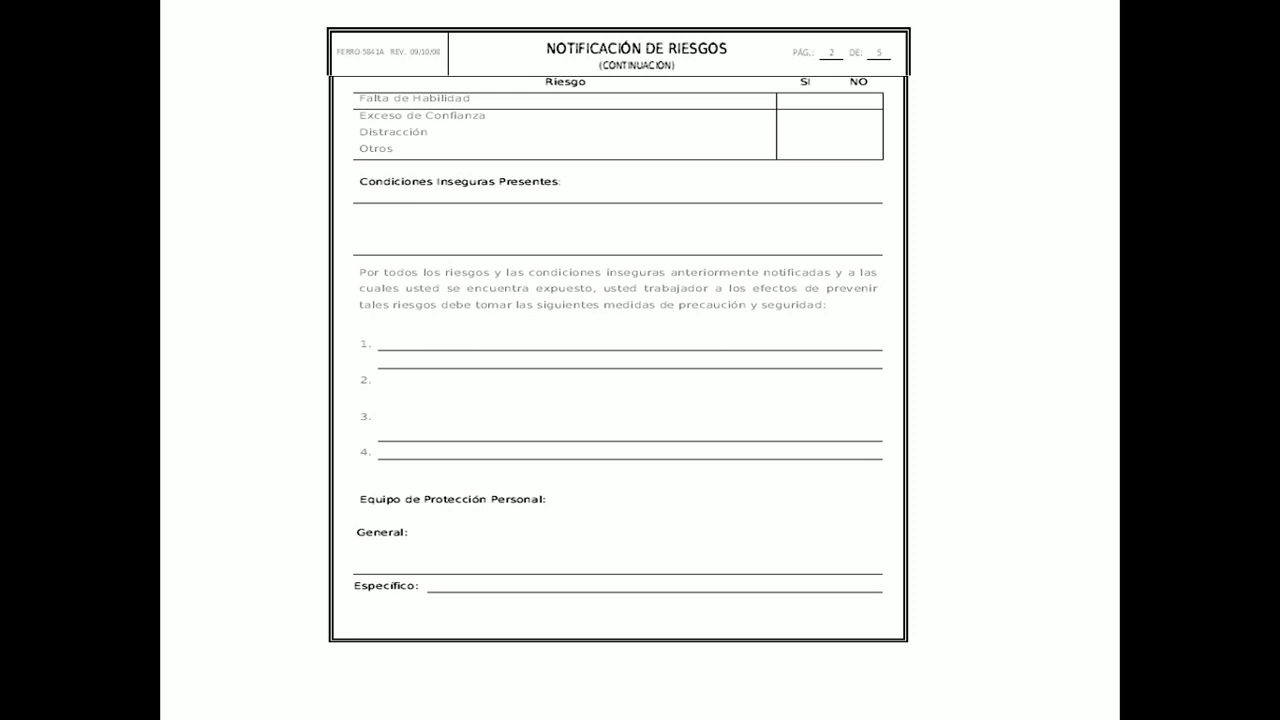 FERRO-5841A REV. 09/10/08
NOTIFICACIÓN DE RIESGOS
(CONTINUACIÓN)
PÁG.: 2 DE: 5
Riesgo SI NO
Falta de Habilidad
Exceso de Confianza
Distracción
Otros
Condiciones Inseguras Presentes:
Por todos los riesgos y las condiciones inseguras anteriormente notificadas y a las
cuales usted se encuentra expuesto, usted trabajador a los efectos de prevenir
tales riesgos debe tomar las siguientes medidas de precaución y seguridad:
1.
2.
3.
4.
Equipo de Protección Personal:
General:
Específico: